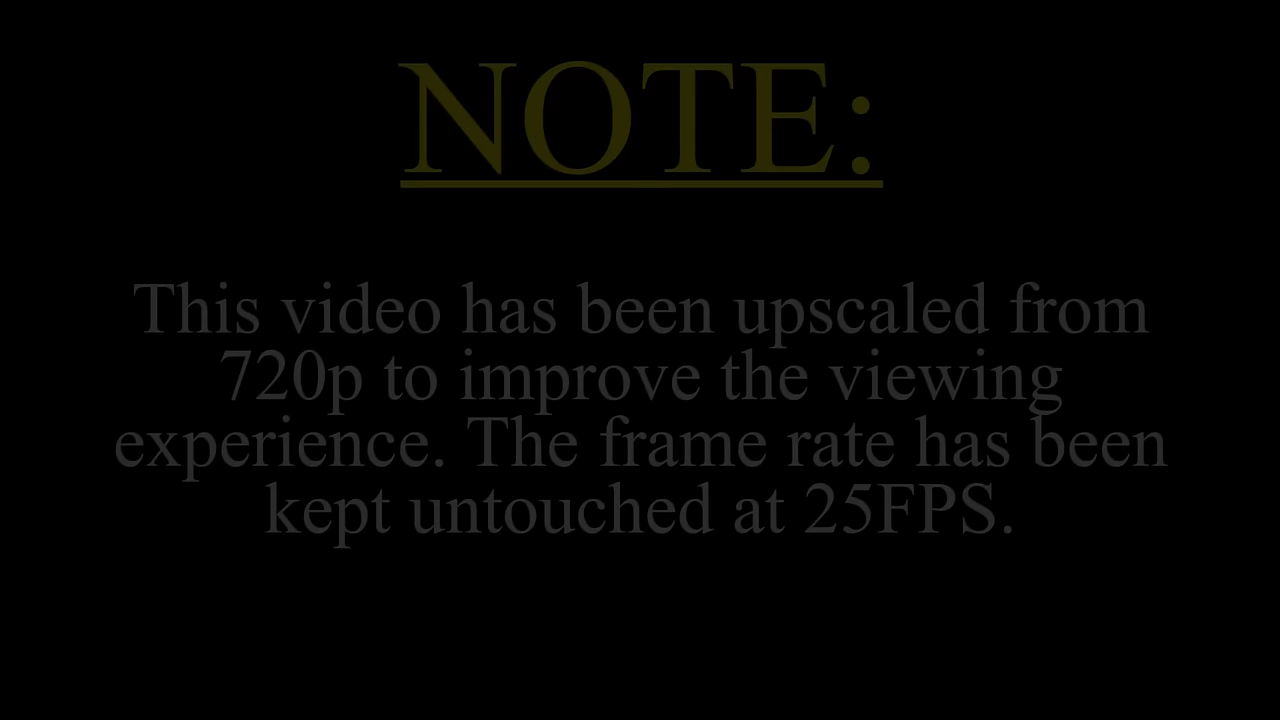 NOTE:
This video has been upscaled from
720p to improve the viewing
experience. The frame rate has been
kept untouched at 25FPS.